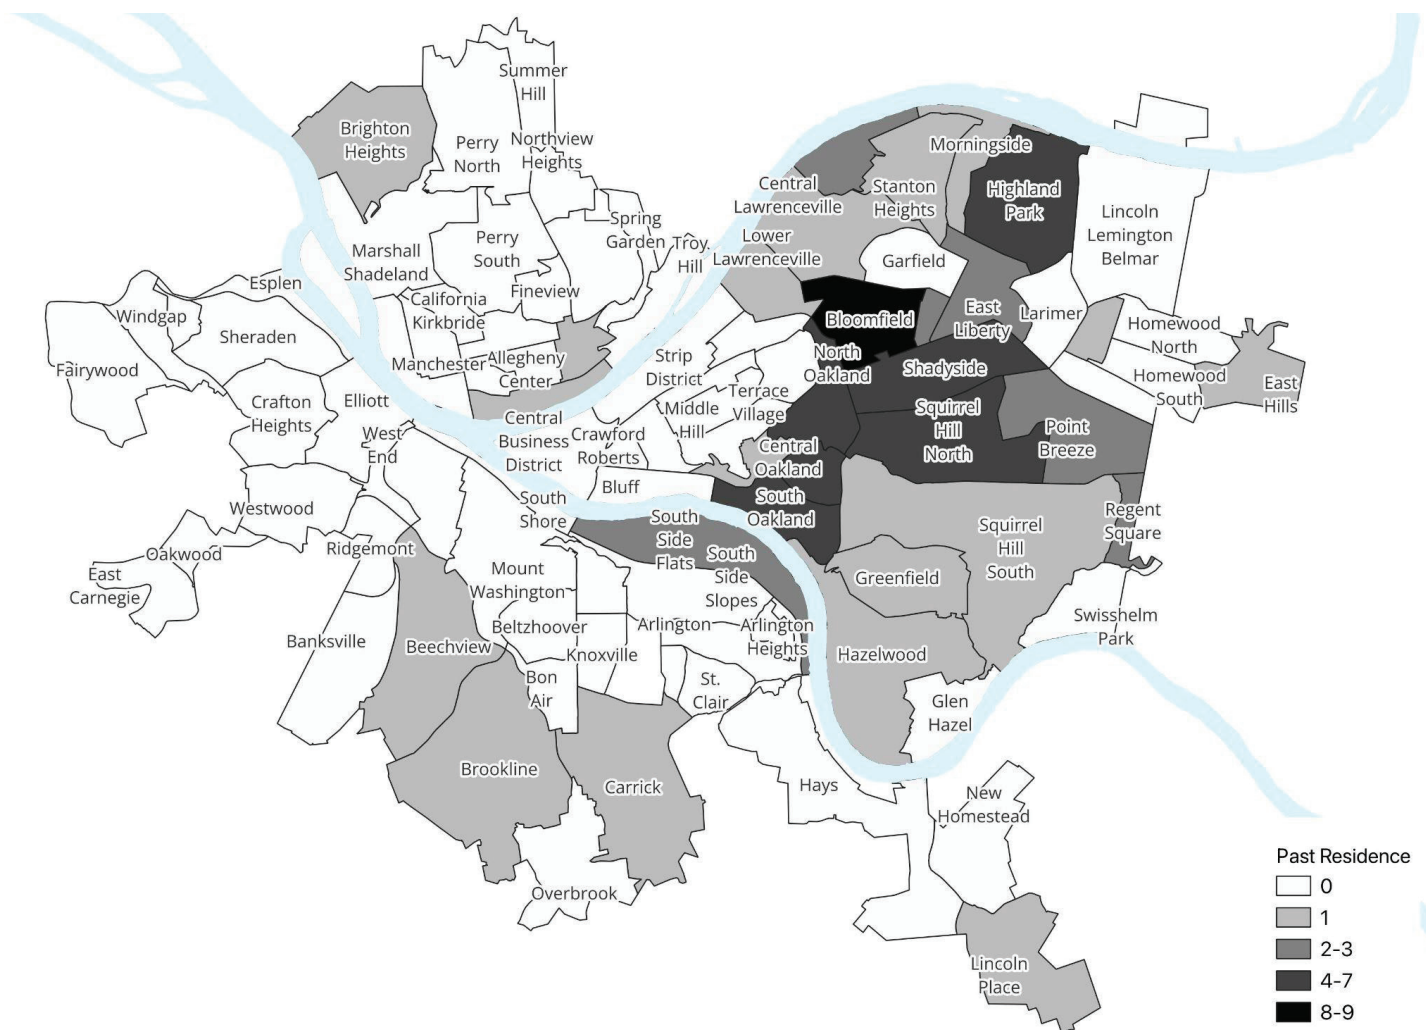 Summer
Hill
Brighton
Heights
Perry
North
Northview
Heights
Morningside
Central
Lawrenceville
Stanton
Heights
Highland
Park
Lincoln
Lemington
Belmar
Spring
Garden
Troy
Hill
Lower
Lawrenceville
Garfield
Marshall
Shadeland
Perry
South
Esplen
California
Kirkbride
Fineview
Windgap
Sheraden
Bloomfield
East
Liberty
Larimer
Homewood
North
Fairywood
Manchester
Allegheny
Center
Strip
District
North
Oakland
Shadyside
Homewood
South
East
Hills
Crafton
Heights
Elliott
Terrace
Village
Middle
Hill
Squirrel
Hill
North
Point
Breeze
West
End
Central
Business
District
Crawford
Roberts
Central
Oakland
Bluff
South
Oakland
Westwood
South
Shore
South
Side
Flats
Squirrel
Hill
South
Regent
Square
Oakwood
Ridgemont
South
Side
Slopes
East
Carnegie
Mount
Washington
Greenfield
Banksville
Beltzhoover
Arlington
Arlington
Heights
Swisshelm
Park
Beechview
Knoxville
Hazelwood
Bon
Air
St.
Clair
Glen
Hazel
Brookline
Carrick
Hays
New
Homestead
Overbrook
Lincoln
Place
Past Residence
0
1
2-3
4-7
8-9